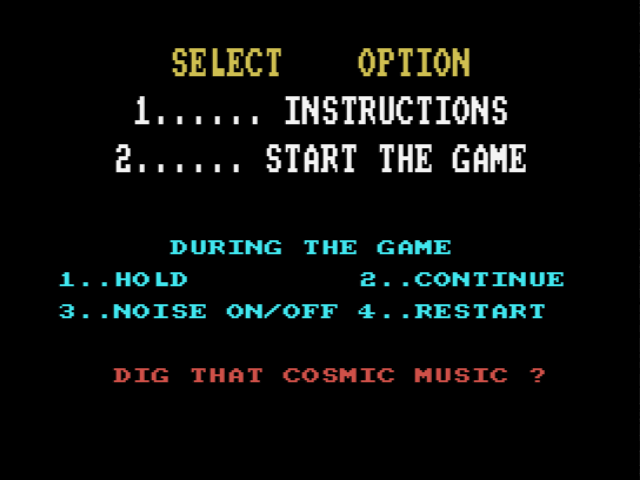 SELECT OPTION
1...... INSTRUCTIONS
2...... START THE GAME
DURING THE GAME
1..HOLD 2..CONTINUE
3..NOISE ON/OFF 4..RESTART
DIG THAT COSMIC MUSIC ?